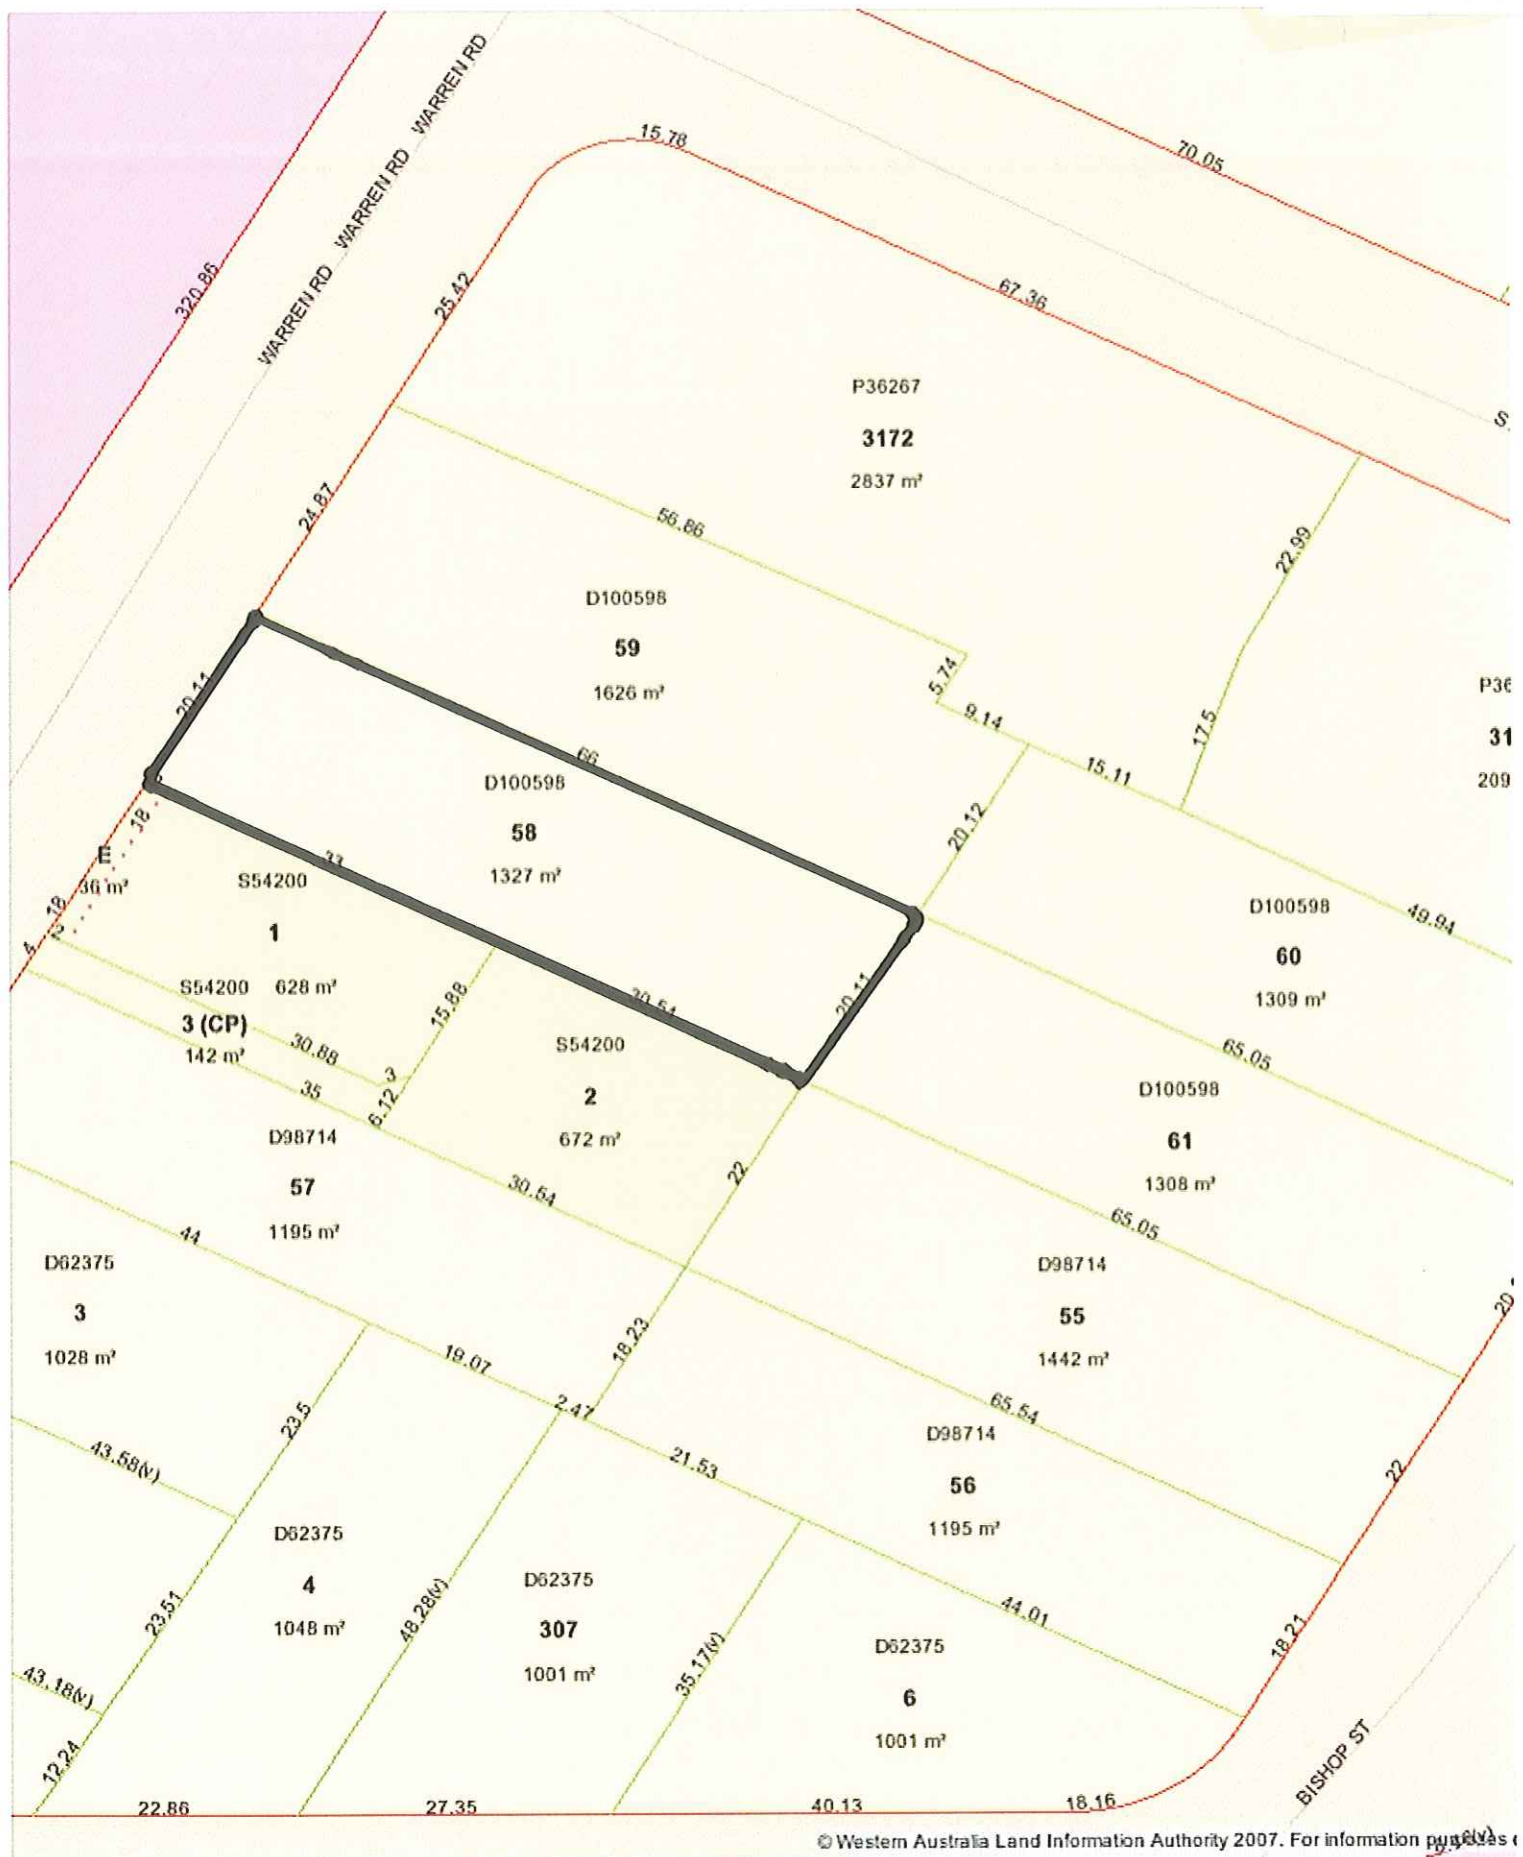 WARREN RD
WARREN RD
WARREN RD
15.78
70.05
320.86
25.42
67.36
P36267
3172
2837 m²
24.87
56.86
22.99
D100598
59
1626 m²
5.74
9.14
17.5
15.11
P36
31
209
20.11
66
D100598
58
1327 m²
20.12
18
33
E
36 m²
18
2
4
S54200
1
628 m²
D100598
60
1309 m²
49.94
S54200
3 (CP)
142 m²
15.88
30.54
20.11
30.88
3
35
6.12
S54200
2
672 m²
65.05
D100598
61
1308 m²
D98714
57
1195 m²
22
30.54
65.05
44
D62375
3
1028 m²
D98714
55
1442 m²
19.07
18.23
2.47
65.54
23.5
43.58(v)
21.53
D98714
56
1195 m²
22
D62375
4
1048 m²
48.28(v)
D62375
307
1001 m²
23.51
44.01
18.21
35.17(v)
D62375
6
1001 m²
43.18(v)
12.24
BISHOP ST
22.86
27.35
40.13
18.16
© Western Australia Land Information Authority 2007. For information purposes